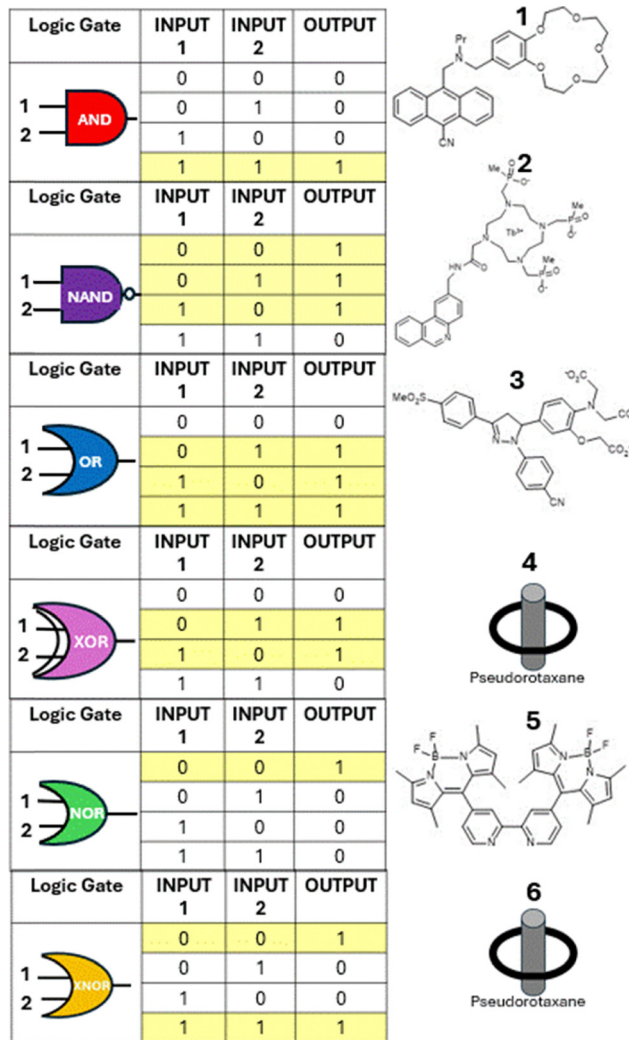 Logic Gate INPUT 1 INPUT 2 OUTPUT
1 2 AND
0 0 0
0 1 0
1 0 0
1 1 1
1
Pr
N
O O O O O
CN
Logic Gate INPUT 1 INPUT 2 OUTPUT
1 2 NAND
0 0 1
0 1 1
1 0 1
1 1 0
2
Me P O O-
N N N N
Tb3+
Me P O O-
Me P O O-
HN O
N
Logic Gate INPUT 1 INPUT 2 OUTPUT
1 2 OR
0 0 0
0 1 1
1 0 1
1 1 1
3
-O2C
MeO2S
N
N N
O
CO2
CN
Logic Gate INPUT 1 INPUT 2 OUTPUT
1 2 XOR
0 0 0
0 1 1
1 0 1
1 1 0
4
Pseudorotaxane
Logic Gate INPUT 1 INPUT 2 OUTPUT
1 2 NOR
0 0 1
0 1 0
1 0 0
1 1 0
5
F F B N N
F F B N N
N N
Logic Gate INPUT 1 INPUT 2 OUTPUT
1 2 XNOR
0 0 1
0 1 0
1 0 0
1 1 1
6
Pseudorotaxane